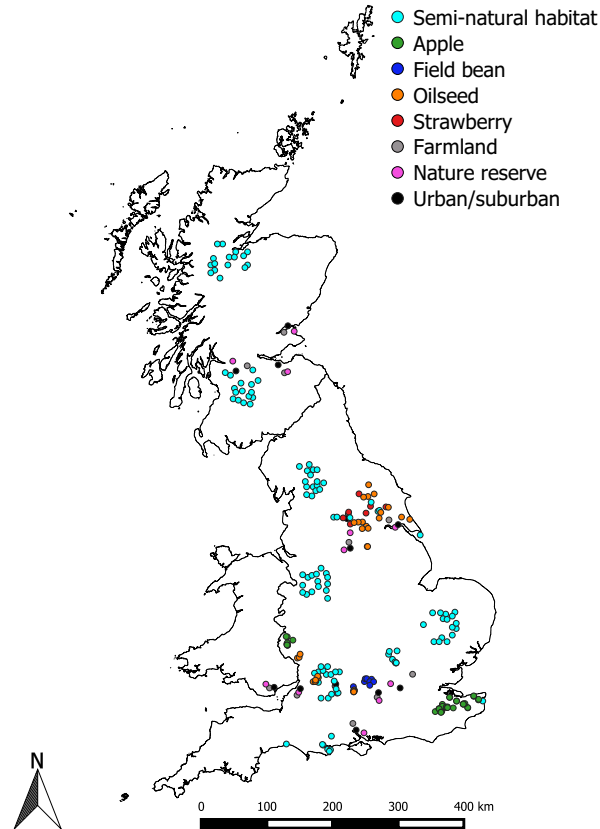 Semi-natural habitat
Apple
Field bean
Oilseed
Strawberry
Farmland
Nature reserve
Urban/suburban
N
0 100 200 300 400 km